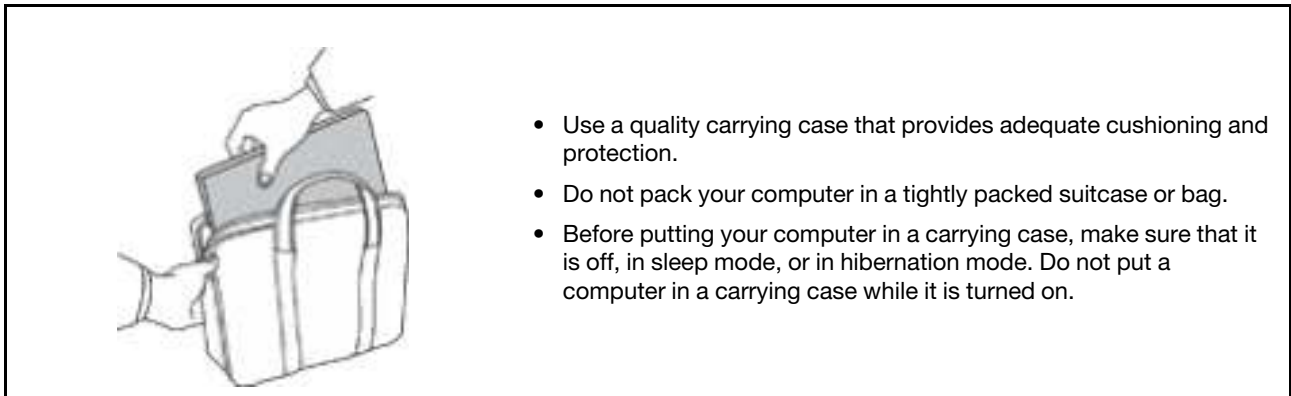 • Use a quality carrying case that provides adequate cushioning and
protection.
• Do not pack your computer in a tightly packed suitcase or bag.
• Before putting your computer in a carrying case, make sure that it
is off, in sleep mode, or in hibernation mode. Do not put a
computer in a carrying case while it is turned on.